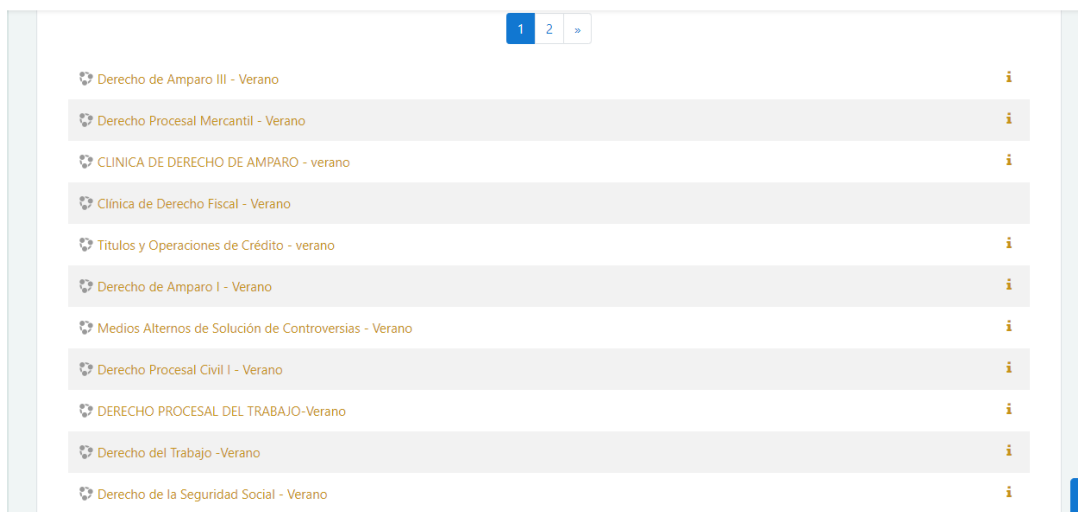 1 2 »
Derecho de Amparo III - Verano
Derecho Procesal Mercantil - Verano
CLINICA DE DERECHO DE AMPARO - verano
Clínica de Derecho Fiscal - Verano
Titulos y Operaciones de Crédito - verano
Derecho de Amparo I - Verano
Medios Alternos de Solución de Controversias - Verano
Derecho Procesal Civil I - Verano
DERECHO PROCESAL DEL TRABAJO-Verano
Derecho del Trabajo -Verano
Derecho de la Seguridad Social - Verano